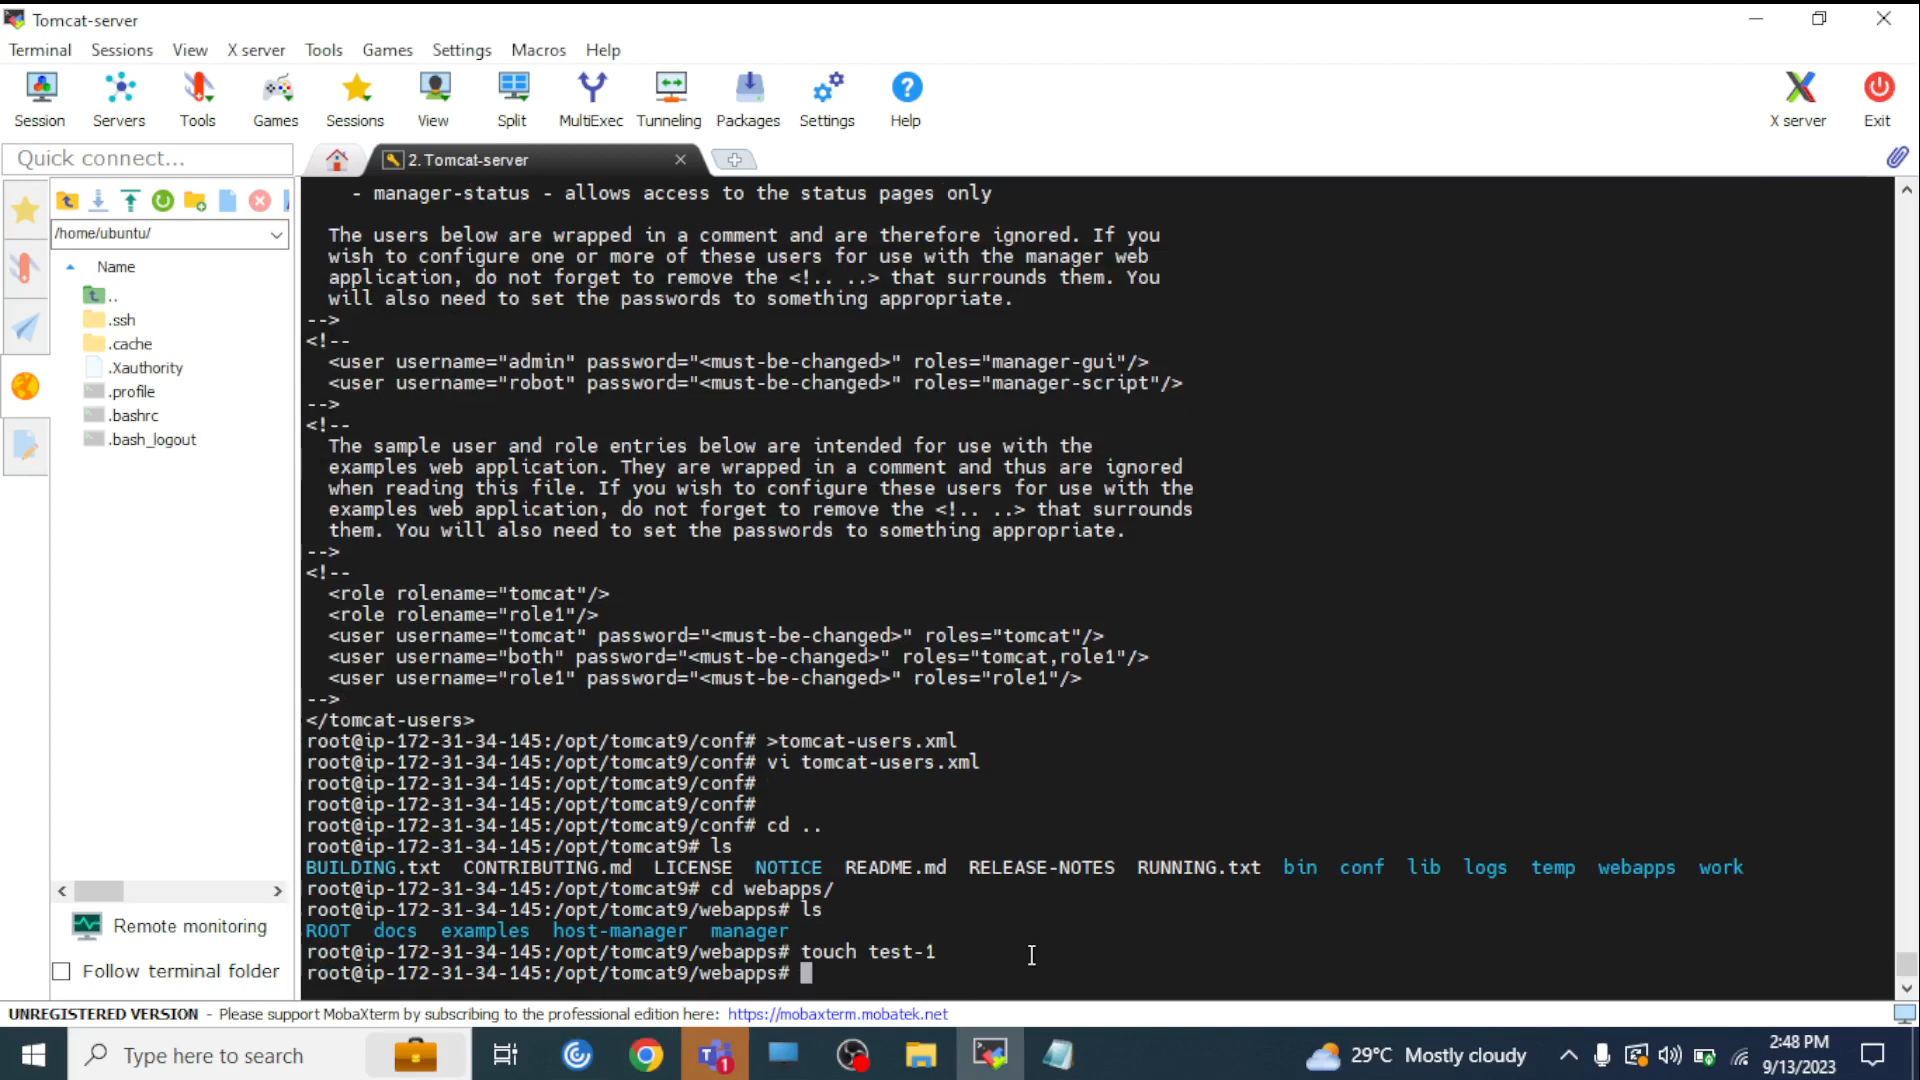 Tomcat-server
Terminal Sessions View X server Tools Games Settings Macros Help
Session Servers Tools Games Sessions View Split MultiExec Tunneling Packages Settings Help X server Exit
Quick connect...
2. Tomcat-server
/home/ubuntu/
Name
..
.ssh
.cache
.Xauthority
.profile
.bashrc
.bash_logout
Remote monitoring
Follow terminal folder
- manager-status - allows access to the status pages only
The users below are wrapped in a comment and are therefore ignored. If you
wish to configure one or more of these users for use with the manager web
application, do not forget to remove the <!.. ..> that surrounds them. You
will also need to set the passwords to something appropriate.
-->
<!--
<user username="admin" password="<must-be-changed>" roles="manager-gui"/>
<user username="robot" password="<must-be-changed>" roles="manager-script"/>
-->
<!--
The sample user and role entries below are intended for use with the
examples web application. They are wrapped in a comment and thus are ignored
when reading this file. If you wish to configure these users for use with the
examples web application, do not forget to remove the <!.. ..> that surrounds
them. You will also need to set the passwords to something appropriate.
-->
<!--
<role rolename="tomcat"/>
<role rolename="role1"/>
<user username="tomcat" password="<must-be-changed>" roles="tomcat"/>
<user username="both" password="<must-be-changed>" roles="tomcat,role1"/>
<user username="role1" password="<must-be-changed>" roles="role1"/>
-->
</tomcat-users>
root@ip-172-31-34-145:/opt/tomcat9/conf# >tomcat-users.xml
root@ip-172-31-34-145:/opt/tomcat9/conf# vi tomcat-users.xml
root@ip-172-31-34-145:/opt/tomcat9/conf#
root@ip-172-31-34-145:/opt/tomcat9/conf#
root@ip-172-31-34-145:/opt/tomcat9/conf# cd ..
root@ip-172-31-34-145:/opt/tomcat9# ls
BUILDING.txt CONTRIBUTING.md LICENSE NOTICE README.md RELEASE-NOTES RUNNING.txt bin conf lib logs temp webapps work
root@ip-172-31-34-145:/opt/tomcat9# cd webapps/
root@ip-172-31-34-145:/opt/tomcat9/webapps# ls
ROOT docs examples host-manager manager
root@ip-172-31-34-145:/opt/tomcat9/webapps# touch test-1
root@ip-172-31-34-145:/opt/tomcat9/webapps#
UNREGISTERED VERSION - Please support MobaXterm by subscribing to the professional edition here: https://mobaxterm.mobatek.net
Type here to search
1
29°C Mostly cloudy
2:48 PM
9/13/2023